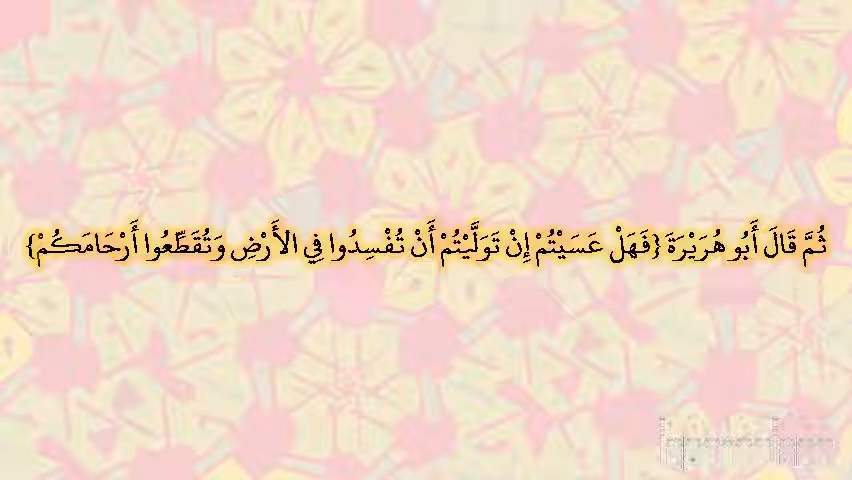 ثُمَّ قَالَ أَبُو هُرَيْرَةَ {فَهَلْ عَسَيْتُمْ إِنْ تَوَلَّيْتُمْ أَنْ تُفْسِدُوا فِي الأَرْضِ وَتُقَطِّعُوا أَرْحَامَكُمْ}